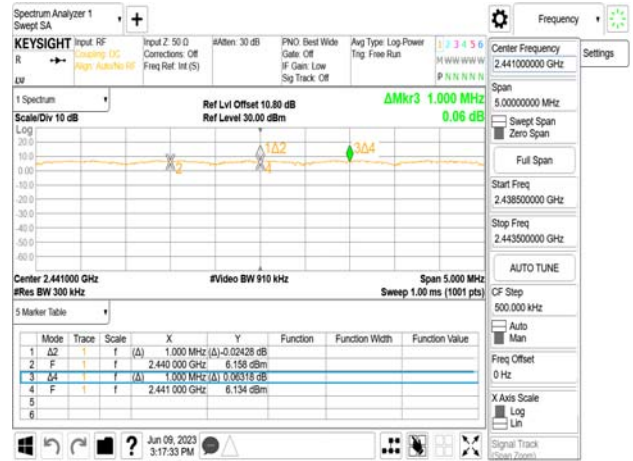 Spectrum Analyzer 1
Swept SA
Frequency
KEYSIGHT
R
LXI
Input: RF
Coupling: DC
Align: Auto/No RF
Input Z: 50 Ω
Corrections: Off
Freq Ref: Int (S)
#Atten: 30 dB
PNO: Best Wide
Gate: Off
IF Gain: Low
Sig Track: Off
Avg Type: Log-Power
Trig: Free Run
1 2 3 4 5 6
M W W W W W
P N N N N N
1 Spectrum
Scale/Div 10 dB
Ref Lvl Offset 10.80 dB
Ref Level 30.00 dBm
ΔMkr3 1.000 MHz
0.06 dB
Log
20.0
10.0
0.00
-10.0
-20.0
-30.0
-40.0
-50.0
-60.0
1Δ2
3Δ4
2
4
Center 2.441000 GHz
#Res BW 300 kHz
#Video BW 910 kHz
Span 5.000 MHz
Sweep 1.00 ms (1001 pts)
5 Marker Table
Mode Trace Scale X Y Function Function Width Function Value
1 Δ2 1 f (Δ) 1.000 MHz (Δ) -0.02428 dB
2 F 1 f 2.440 000 GHz 6.158 dBm
3 Δ4 1 f (Δ) 1.000 MHz (Δ) 0.06318 dB
4 F 1 f 2.441 000 GHz 6.134 dBm
5
6
Jun 09, 2023
3:17:33 PM
Center Frequency
2.441000000 GHz
Settings
Span
5.00000000 MHz
Swept Span
Zero Span
Full Span
Start Freq
2.438500000 GHz
Stop Freq
2.443500000 GHz
AUTO TUNE
CF Step
500.000 kHz
Auto
Man
Freq Offset
0 Hz
X Axis Scale
Log
Lin
Signal Track
(Span Zoom)